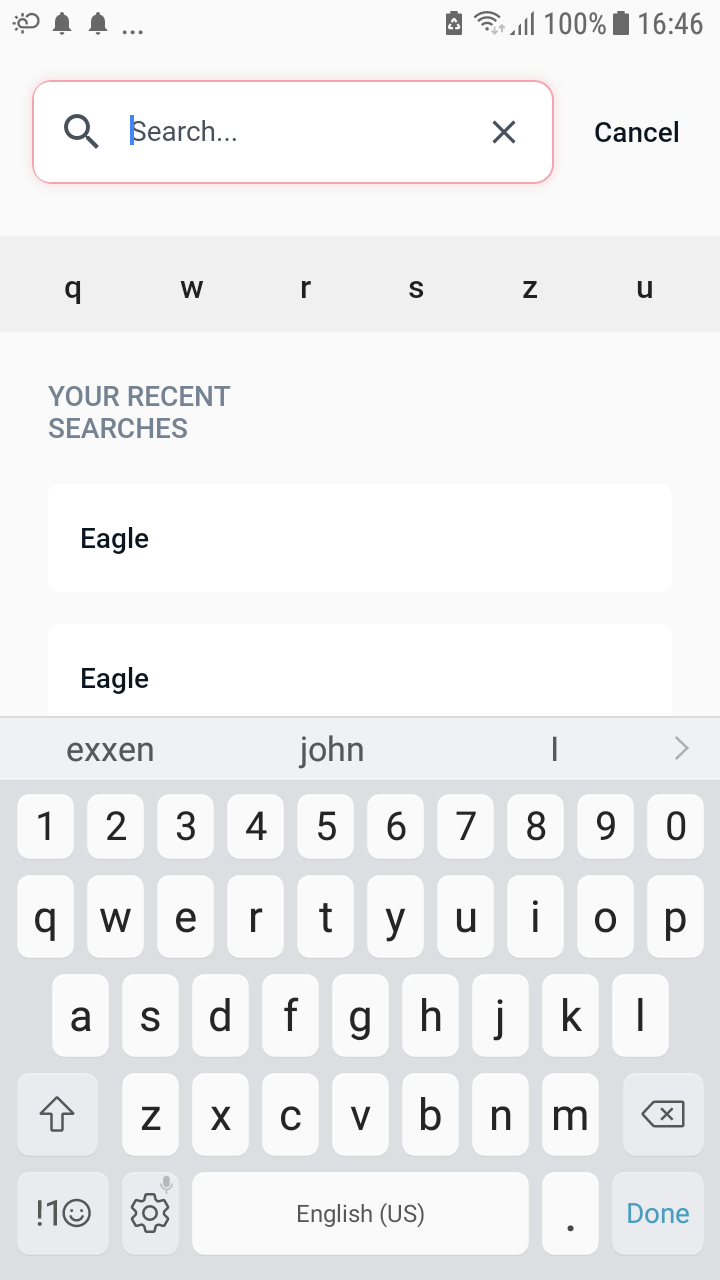 ... 100% 16:46
Search... Cancel
q w r s z u
YOUR RECENT
SEARCHES
Eagle
Eagle
exxen john I
1 2 3 4 5 6 7 8 9 0
q w e r t y u i o p
a s d f g h j k l
z x c v b n m
!1☺ English (US) . Done